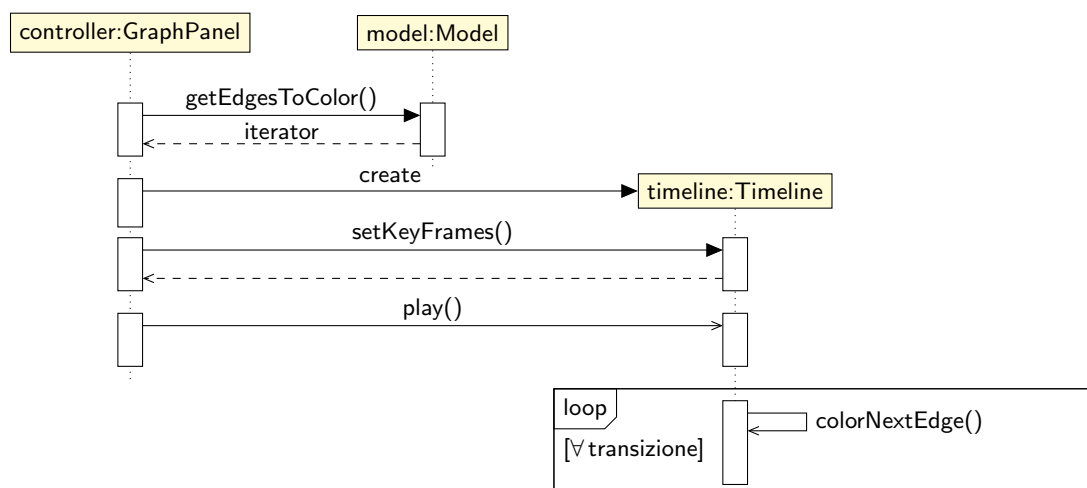 controller:GraphPanel
model:Model
getEdgesToColor()
iterator
create
timeline:Timeline
setKeyFrames()
play()
loop
colorNextEdge()
[∀ transizione]